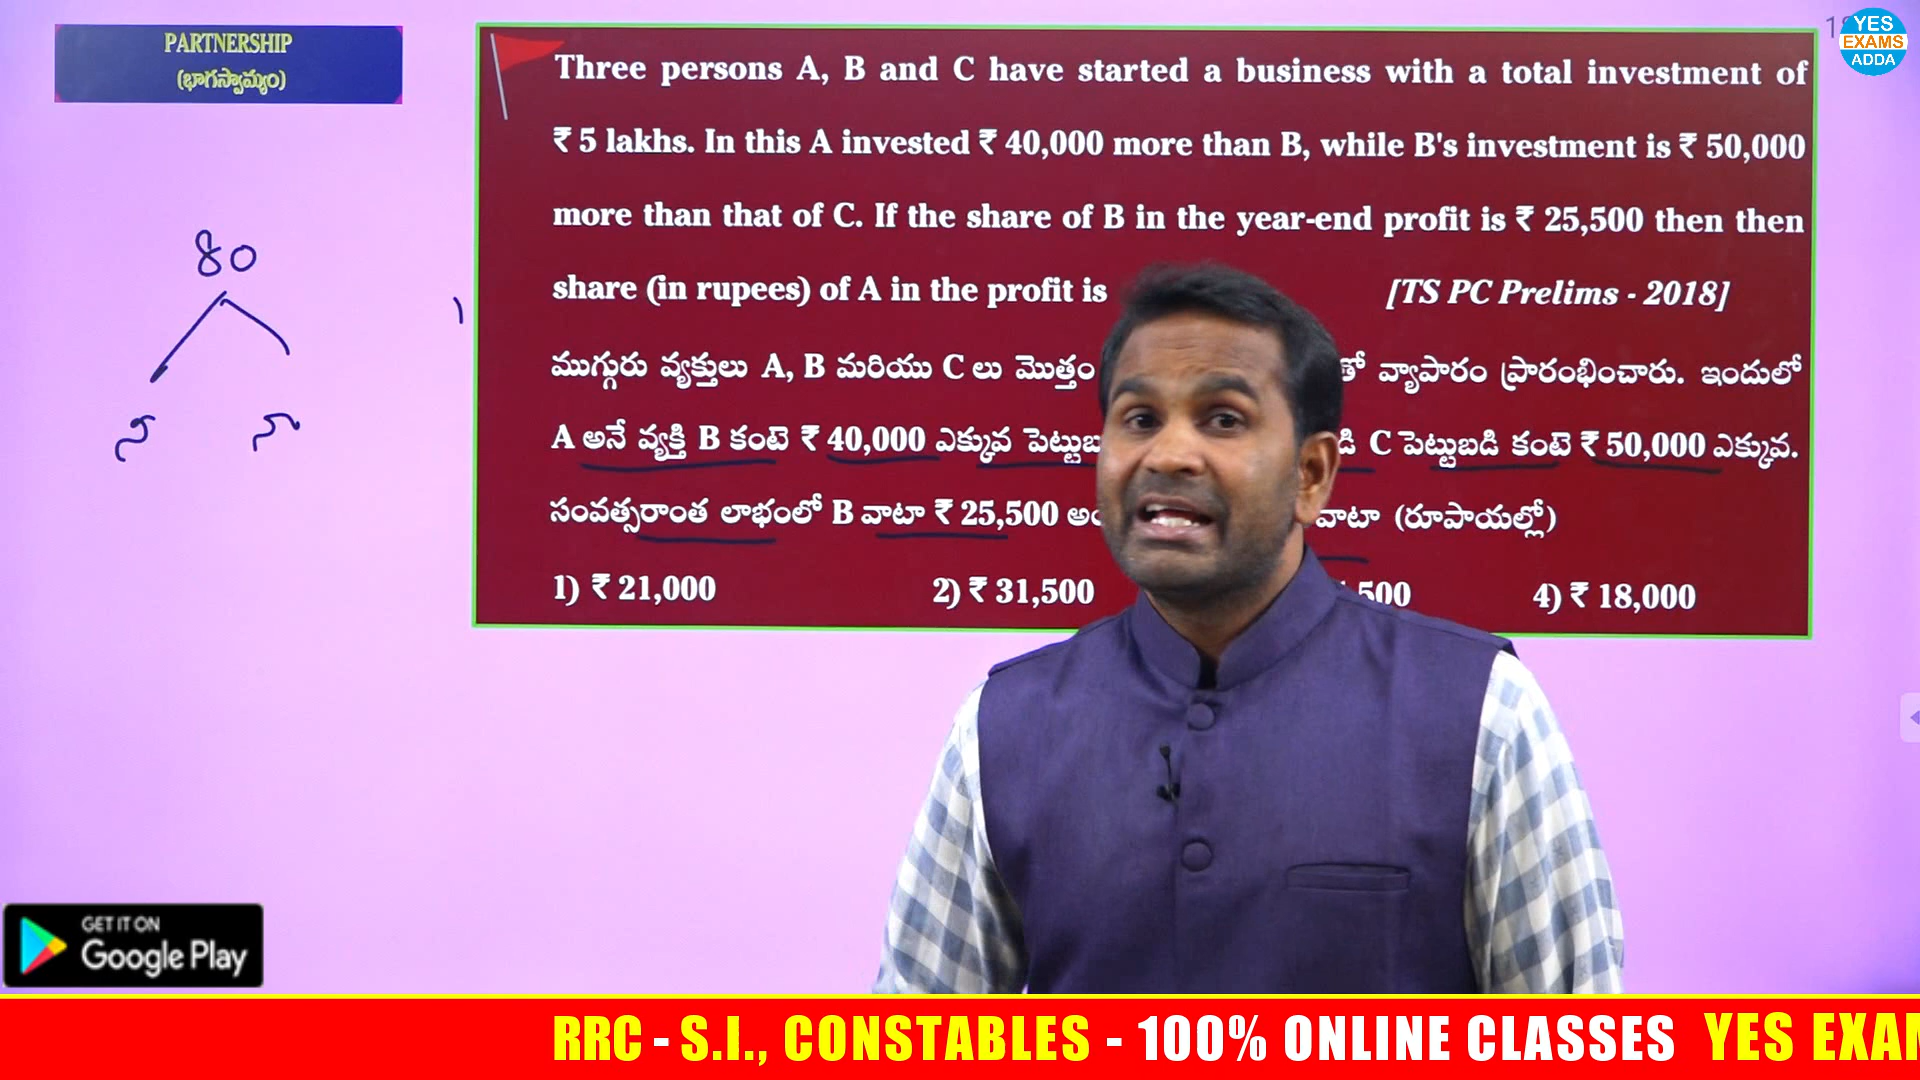 PARTNERSHIP
(భాగస్వామ్యం)
YES
EXAMS
ADDA
Three persons A, B and C have started a business with a total investment of
₹ 5 lakhs. In this A invested ₹ 40,000 more than B, while B's investment is ₹ 50,000
more than that of C. If the share of B in the year-end profit is ₹ 25,500 then then
share (in rupees) of A in the profit is [TS PC Prelims - 2018]
ముగ్గురు వ్యక్తులు A, B మరియు C లు మొత్తం తో వ్యాపారం ప్రారంభించారు. ఇందులో
A అనే వ్యక్తి B కంటె ₹ 40,000 ఎక్కువ C పెట్టుబడి కంటె ₹ 50,000 ఎక్కువ.
సంవత్సరాంత లాభంలో B వాటా ₹ 25,500 వాటా (రూపాయల్లో)
1) ₹ 21,000 2) ₹ 31,500 500 4) ₹ 18,000
80
నీ నా
GET IT ON
Google Play
RRC - S.I., CONSTABLES - 100% ONLINE CLASSES YES EXAM